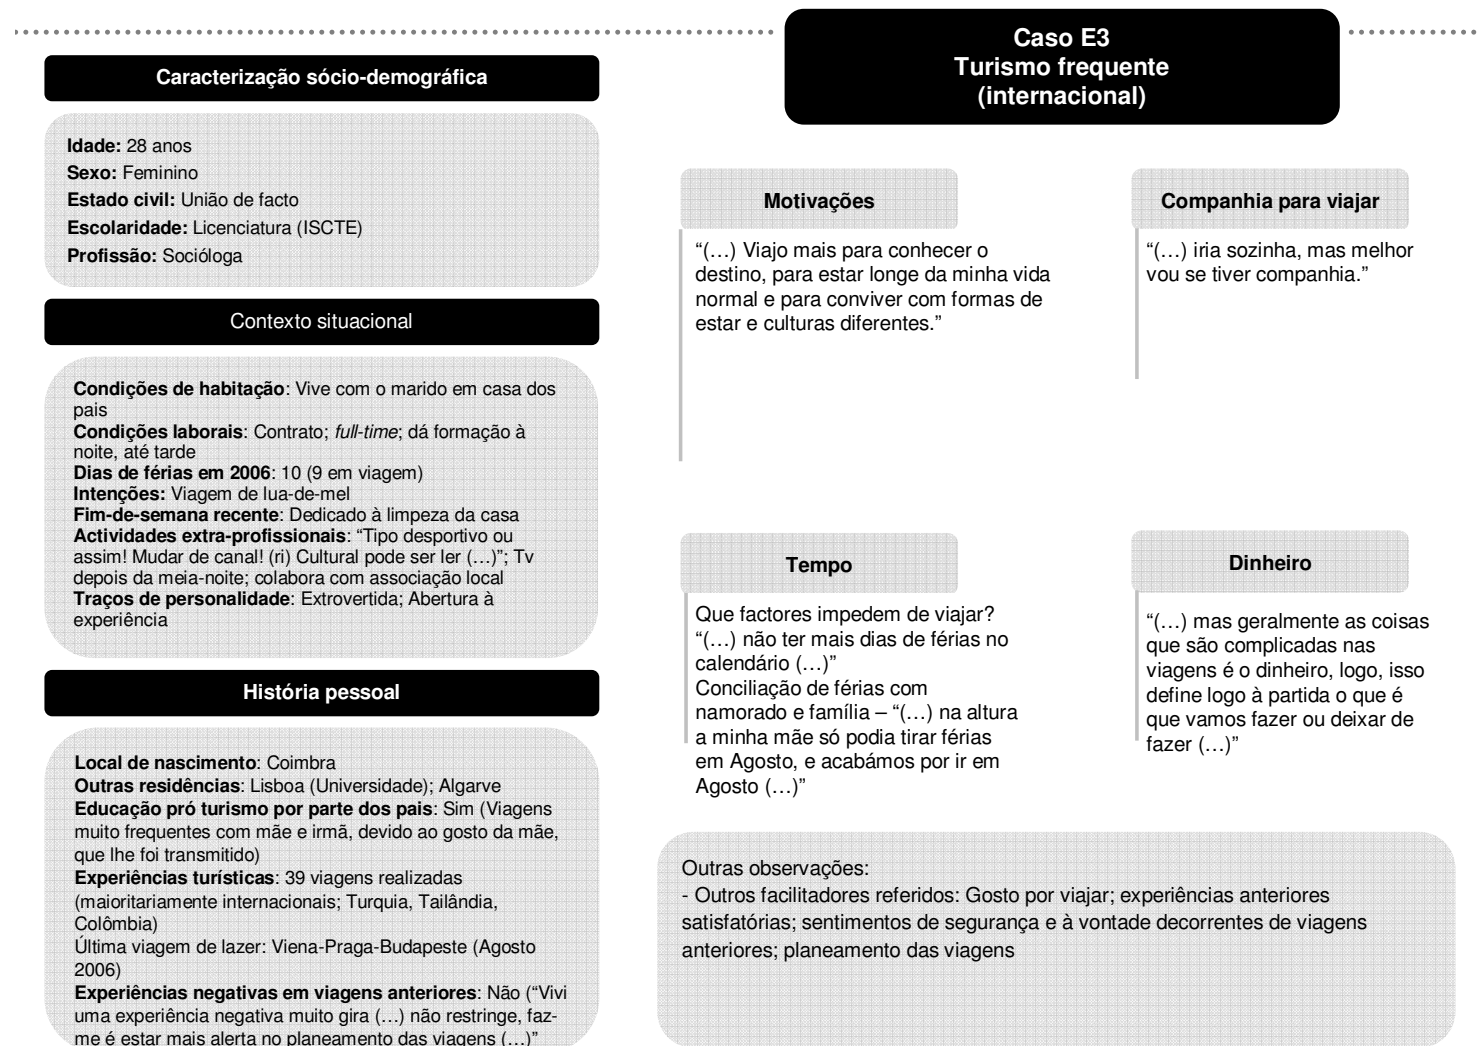 Caso E3
Turismo frequente
(internacional)
Caracterização sócio-demográfica
Idade: 28 anos
Sexo: Feminino
Estado civil: União de facto
Escolaridade: Licenciatura (ISCTE)
Profissão: Socióloga
Contexto situacional
Condições de habitação: Vive com o marido em casa dos
pais
Condições laborais: Contrato; full-time; dá formação à
noite, até tarde
Dias de férias em 2006: 10 (9 em viagem)
Intenções: Viagem de lua-de-mel
Fim-de-semana recente: Dedicado à limpeza da casa
Actividades extra-profissionais: “Tipo desportivo ou
assim! Mudar de canal! (ri) Cultural pode ser ler (…)”; Tv
depois da meia-noite; colabora com associação local
Traços de personalidade: Extrovertida; Abertura à
experiência
História pessoal
Local de nascimento: Coimbra
Outras residências: Lisboa (Universidade); Algarve
Educação pró turismo por parte dos pais: Sim (Viagens
muito frequentes com mãe e irmã, devido ao gosto da mãe,
que lhe foi transmitido)
Experiências turísticas: 39 viagens realizadas
(maioritariamente internacionais; Turquia, Tailândia,
Colômbia)
Última viagem de lazer: Viena-Praga-Budapeste (Agosto
2006)
Experiências negativas em viagens anteriores: Não (“Vivi
uma experiência negativa muito gira (…) não restringe, faz-
me é estar mais alerta no planeamento das viagens (…)”
Motivações
“(…) Viajo mais para conhecer o
destino, para estar longe da minha vida
normal e para conviver com formas de
estar e culturas diferentes.”
Companhia para viajar
“(…) iria sozinha, mas melhor
vou se tiver companhia.”
Tempo
Que factores impedem de viajar?
“(…) não ter mais dias de férias no
calendário (…)”
Conciliação de férias com
namorado e família – “(…) na altura
a minha mãe só podia tirar férias
em Agosto, e acabámos por ir em
Agosto (…)”
Dinheiro
“(…) mas geralmente as coisas
que são complicadas nas
viagens é o dinheiro, logo, isso
define logo à partida o que é
que vamos fazer ou deixar de
fazer (…)”
Outras observações:
- Outros facilitadores referidos: Gosto por viajar; experiências anteriores
satisfatórias; sentimentos de segurança e à vontade decorrentes de viagens
anteriores; planeamento das viagens